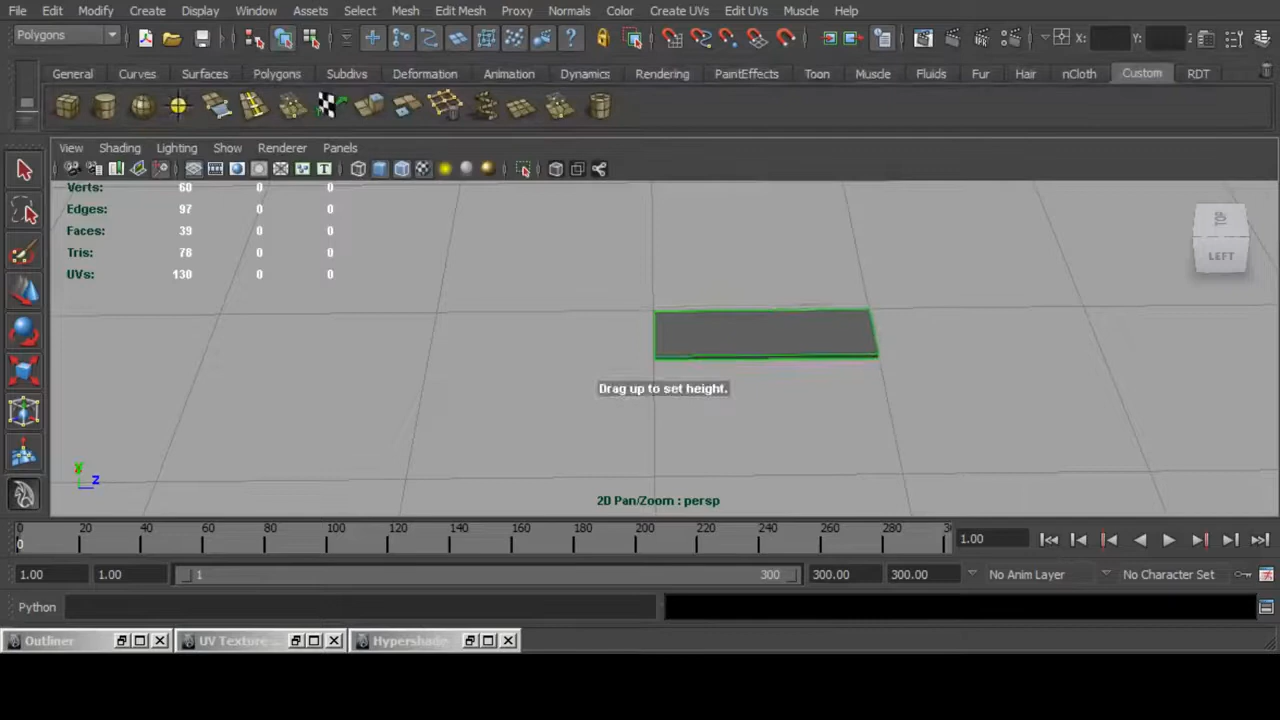 File Edit Modify Create Display Window Assets Select Mesh Edit Mesh Proxy Normals Color Create UVs Edit UVs Muscle Help
Polygons X: Y:
General Curves Surfaces Polygons Subdivs Deformation Animation Dynamics Rendering PaintEffects Toon Muscle Fluids Fur Hair nCloth Custom RDT
View Shading Lighting Show Renderer Panels
Verts: 60 0 0
Edges: 97 0 0
Faces: 39 0 0
Tris: 78 0 0
UVs: 130 0 0
TOP
LEFT
Drag up to set height.
Z
2D Pan/Zoom : persp
0 20 40 60 80 100 120 140 160 180 200 220 240 260 280
0 1.00
1.00 1.00 1 300 300.00 300.00 No Anim Layer No Character Set
Python
Outliner UV Texture Hypershade